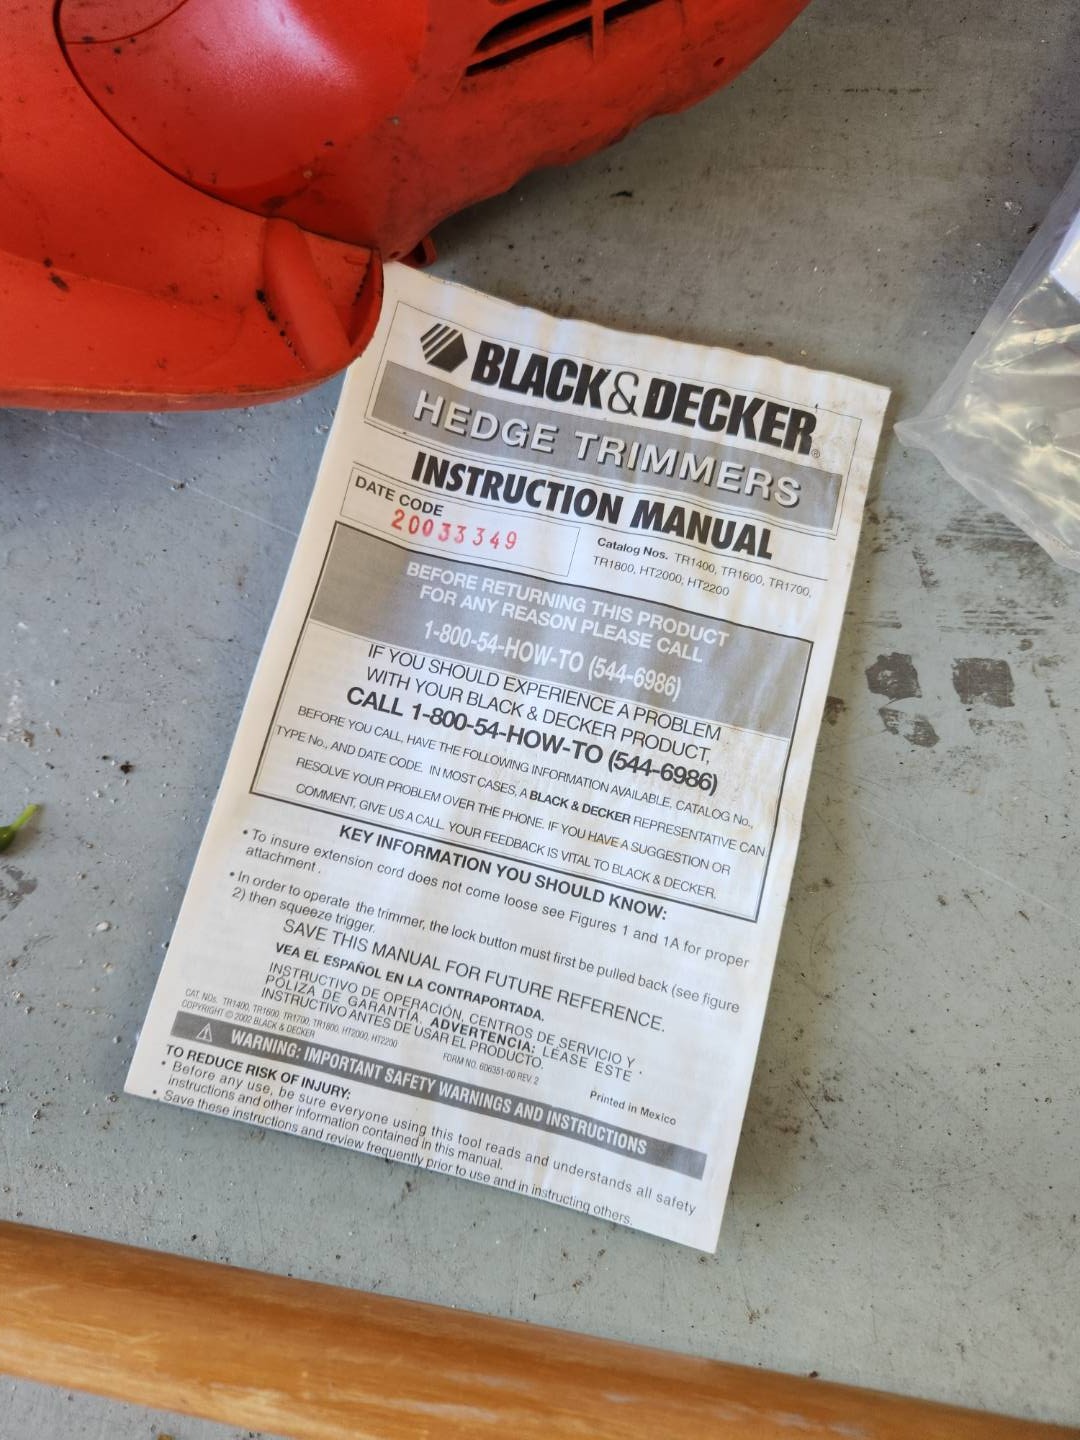 BLACK&DECKER®
HEDGE TRIMMERS
INSTRUCTION MANUAL
DATE CODE
20033349
Catalog Nos. TR1400, TR1600, TR1700,
TR1800, HT2000, HT2200
BEFORE RETURNING THIS PRODUCT
FOR ANY REASON PLEASE CALL
1-800-54-HOW-TO (544-6986)
IF YOU SHOULD EXPERIENCE A PROBLEM
WITH YOUR BLACK & DECKER PRODUCT,
CALL 1-800-54-HOW-TO (544-6986)
BEFORE YOU CALL, HAVE THE FOLLOWING INFORMATION AVAILABLE, CATALOG No.,
TYPE No., AND DATE CODE. IN MOST CASES, A BLACK & DECKER REPRESENTATIVE CAN
RESOLVE YOUR PROBLEM OVER THE PHONE. IF YOU HAVE A SUGGESTION OR
COMMENT, GIVE US A CALL. YOUR FEEDBACK IS VITAL TO BLACK & DECKER.
KEY INFORMATION YOU SHOULD KNOW:
• To insure extension cord does not come loose see Figures 1 and 1A for proper
attachment .
• In order to operate the trimmer, the lock button must first be pulled back (see figure
2) then squeeze trigger.
SAVE THIS MANUAL FOR FUTURE REFERENCE.
VEA EL ESPAÑOL EN LA CONTRAPORTADA.
INSTRUCTIVO DE OPERACIÓN, CENTROS DE SERVICIO Y
PÓLIZA DE GARANTÍA. ADVERTENCIA: LÉASE ESTE
INSTRUCTIVO ANTES DE USAR EL PRODUCTO.
CAT. NOs. TR1400, TR1600 TR1700, TR1800, HT2000, HT2200
COPYRIGHT © 2002 BLACK & DECKER
FORM NO. 606351-00 REV. 2
Printed in Mexico
WARNING: IMPORTANT SAFETY WARNINGS AND INSTRUCTIONS
TO REDUCE RISK OF INJURY:
• Before any use, be sure everyone using this tool reads and understands all safety
instructions and other information contained in this manual.
• Save these instructions and review frequently prior to use and in instructing others.